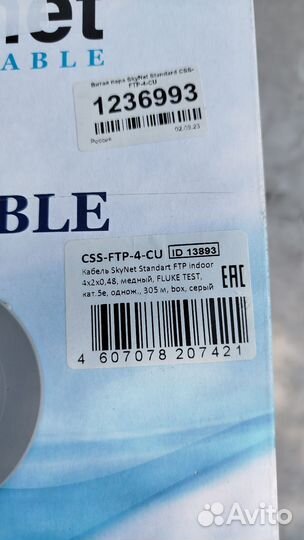 net
ABLE
Витая пара SkyNet Standart CSS-
FTP-4-CU
1236993
Россия 02.09.23
BLE
CSS-FTP-4-CU ID 13893
Кабель SkyNet Standart FTP indoor
4x2x0,48, медный, FLUKE TEST,
кат.5e, однож., 305 м, box, серый
EAC
4 607078 207421
Avito